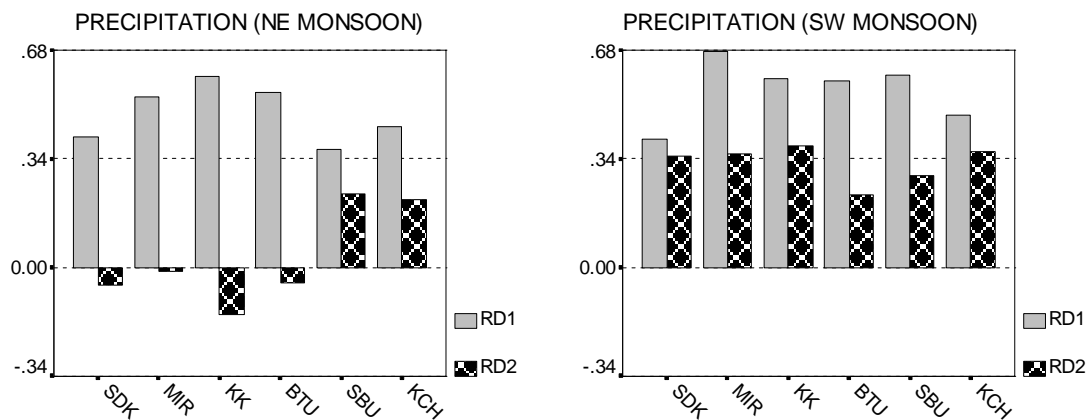 PRECIPITATION (NE MONSOON)
.68
.34
0.00
-.34
SDK
MIR
KK
BTU
SBU
KCH
RD1
RD2
PRECIPITATION (SW MONSOON)
.68
.34
0.00
-.34
SDK
MIR
KK
BTU
SBU
KCH
RD1
RD2